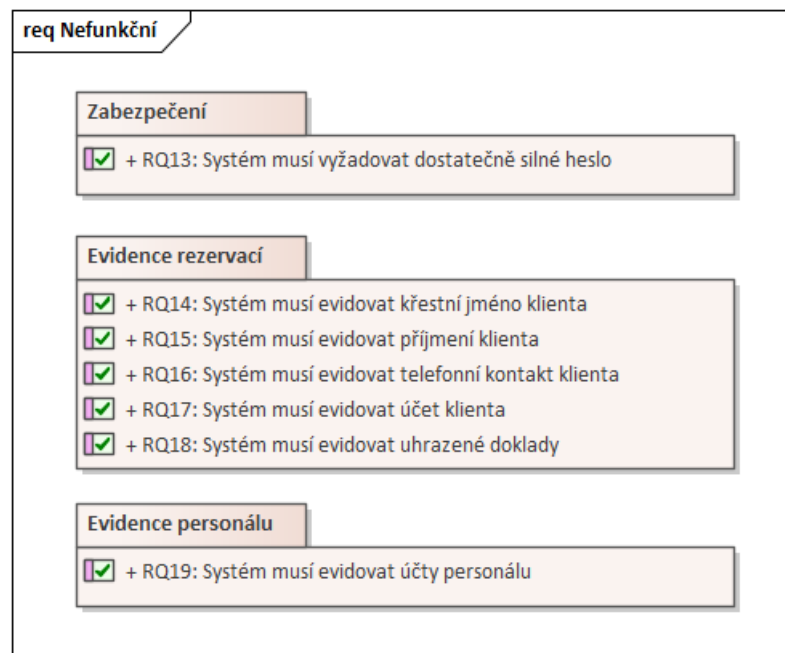 req Nefunkční
Zabezpečení
+ RQ13: Systém musí vyžadovat dostatečně silné heslo
Evidence rezervací
+ RQ14: Systém musí evidovat křestní jméno klienta
+ RQ15: Systém musí evidovat příjmení klienta
+ RQ16: Systém musí evidovat telefonní kontakt klienta
+ RQ17: Systém musí evidovat účet klienta
+ RQ18: Systém musí evidovat uhrazené doklady
Evidence personálu
+ RQ19: Systém musí evidovat účty personálu